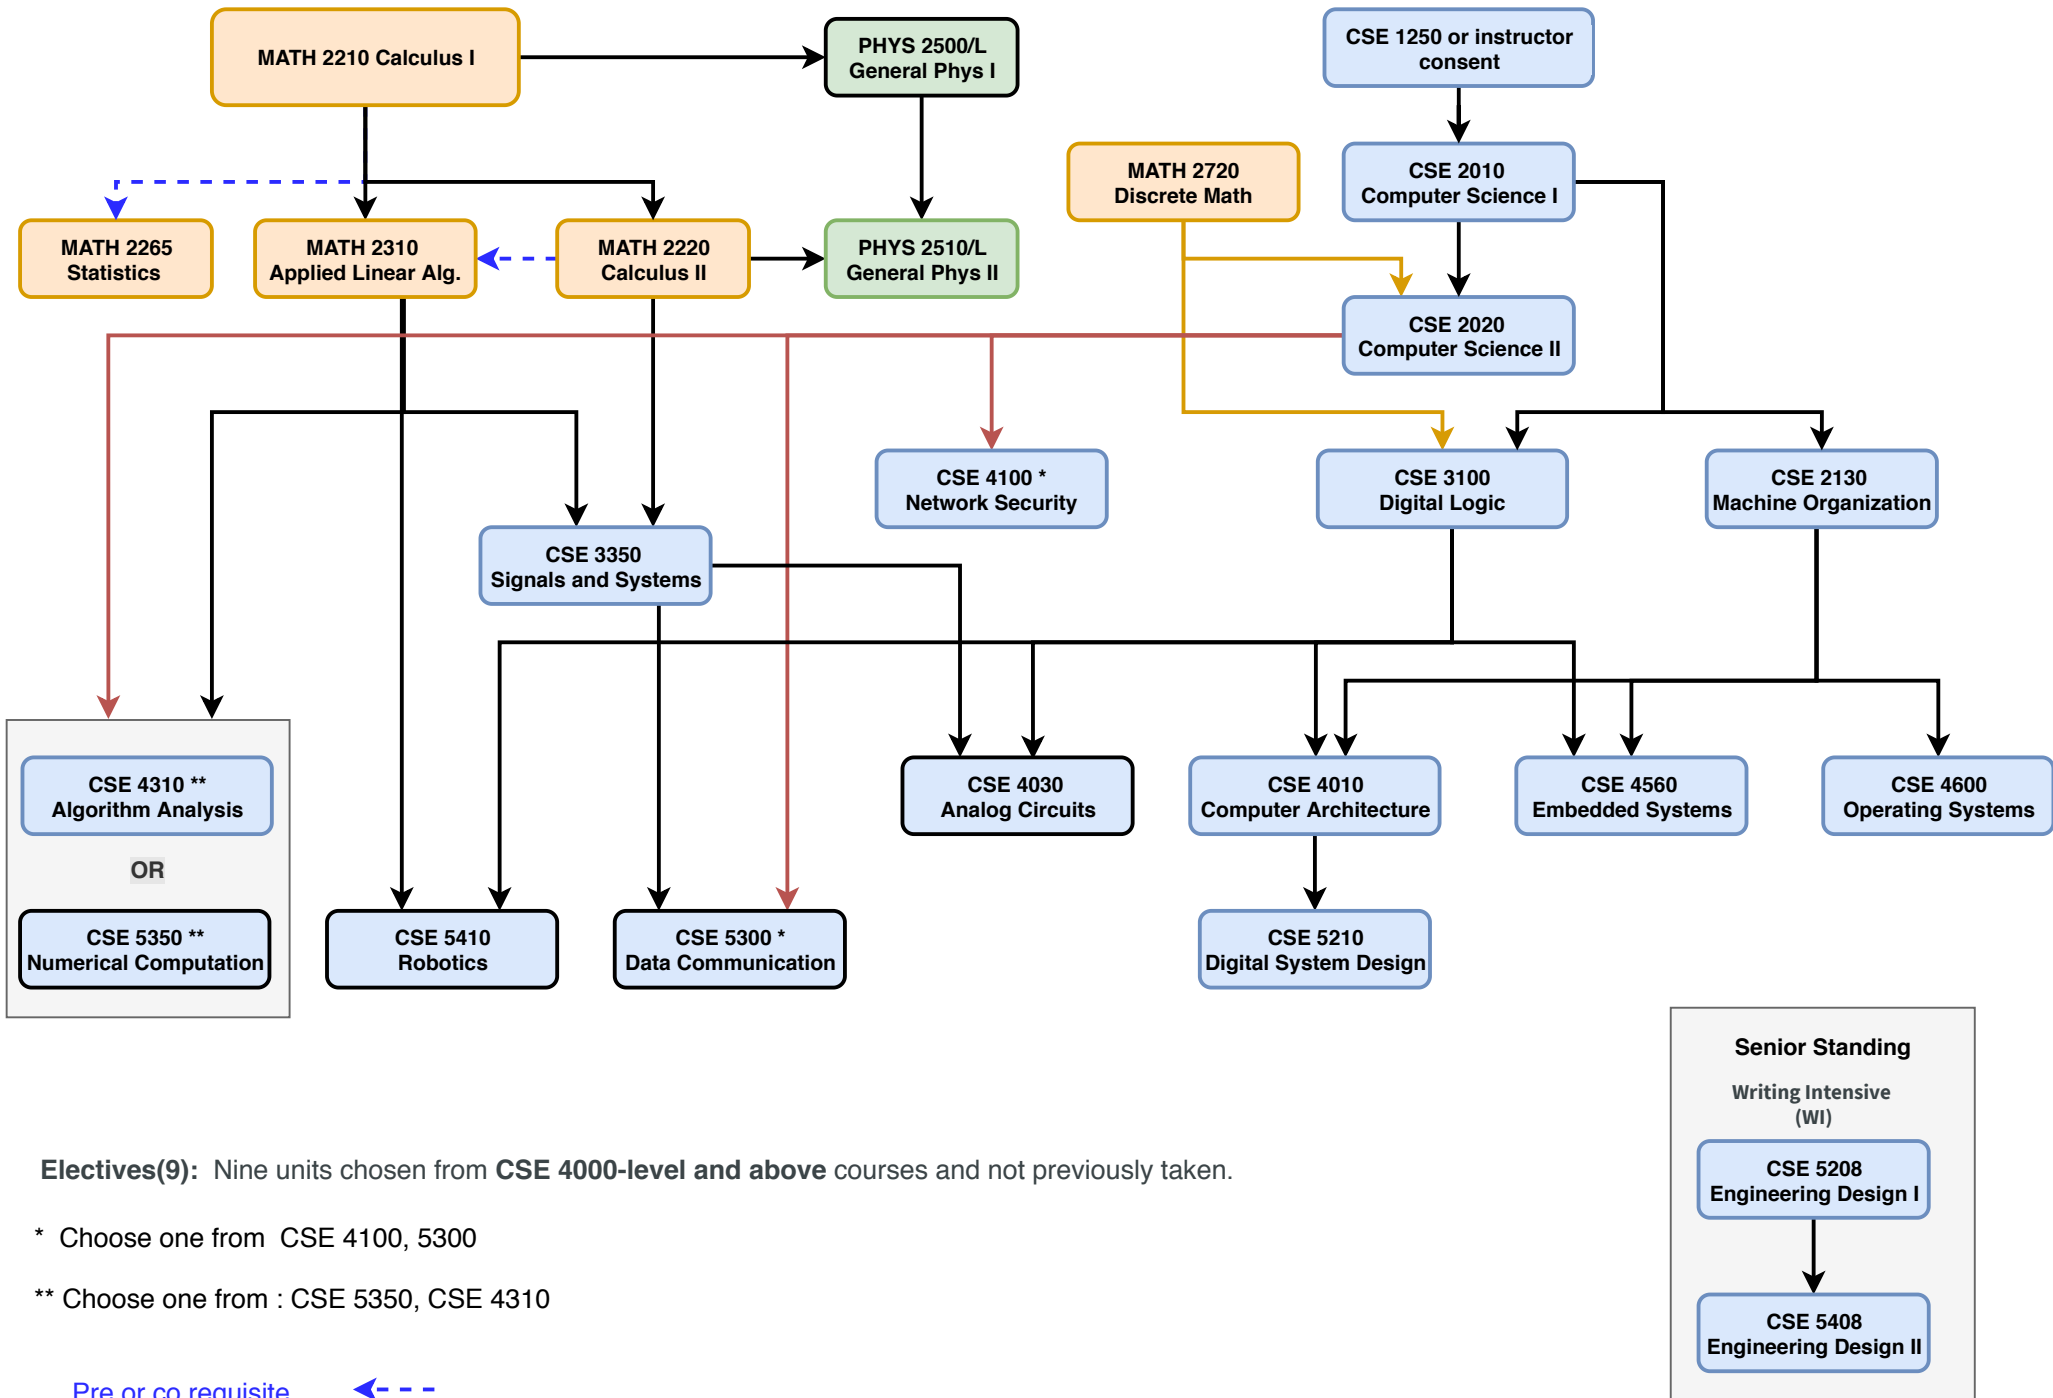 MATH 2210 Calculus I
PHYS 2500/L
General Phys I
CSE 1250 or instructor
consent
MATH 2720
Discrete Math
CSE 2010
Computer Science I
MATH 2265
Statistics
MATH 2310
Applied Linear Alg.
MATH 2220
Calculus II
PHYS 2510/L
General Phys II
CSE 2020
Computer Science II
CSE 4100 *
Network Security
CSE 3100
Digital Logic
CSE 2130
Machine Organization
CSE 3350
Signals and Systems
CSE 4310 **
Algorithm Analysis
OR
CSE 5350 **
Numerical Computation
CSE 4030
Analog Circuits
CSE 4010
Computer Architecture
CSE 4560
Embedded Systems
CSE 4600
Operating Systems
CSE 5410
Robotics
CSE 5300 *
Data Communication
CSE 5210
Digital System Design
Senior Standing
Writing Intensive
(WI)
CSE 5208
Engineering Design I
CSE 5408
Engineering Design II
Electives(9): Nine units chosen from CSE 4000-level and above courses and not previously taken.
* Choose one from CSE 4100, 5300
** Choose one from : CSE 5350, CSE 4310
Pre or co requisite